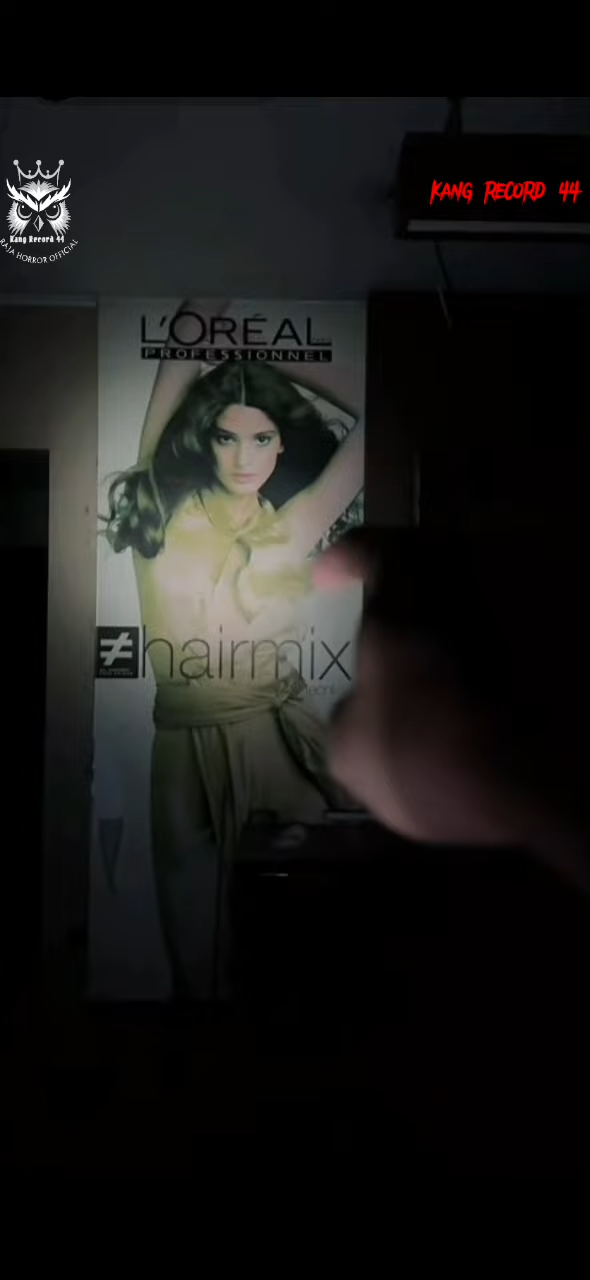 KANG RECORD 44
Kang Record 44
RAJA HORROR OFFICIAL
L'ORÉAL
PROFESSIONNEL
≠ hairmix